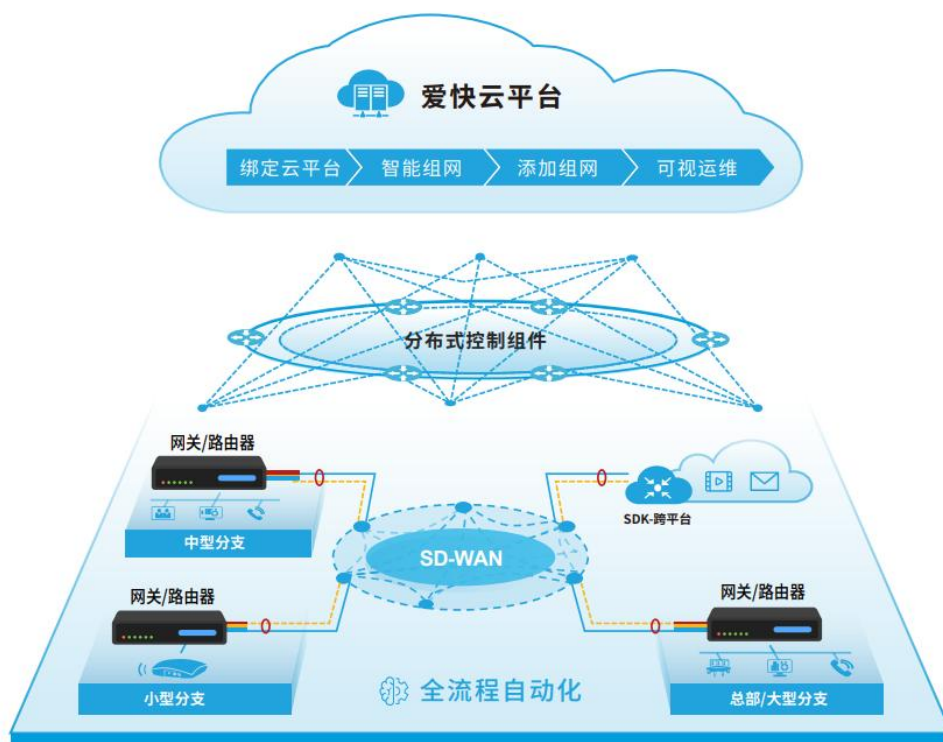 爱快云平台
绑定云平台 智能组网 添加组网 可视运维
分布式控制组件
网关/路由器
中型分支
SDK-跨平台
SD-WAN
网关/路由器
小型分支
网关/路由器
总部/大型分支
全流程自动化